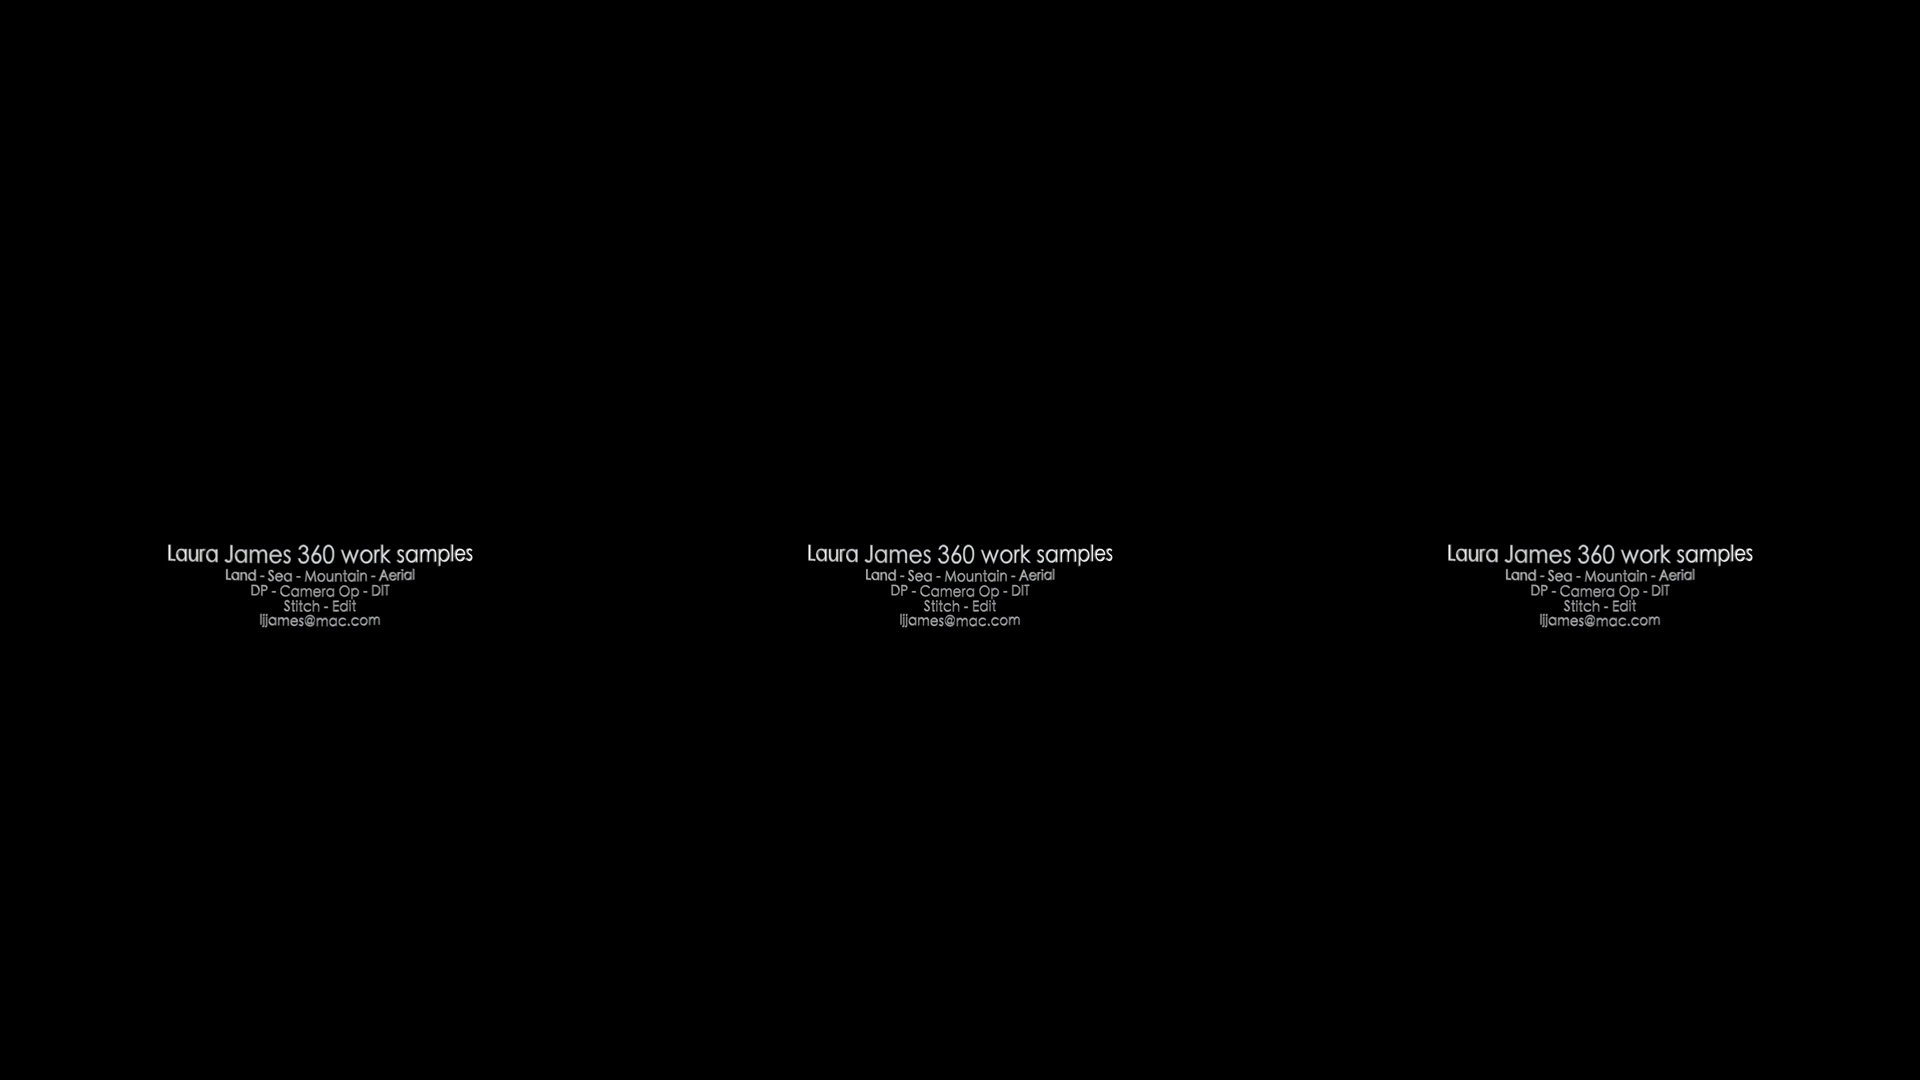 Laura James 360 work samples
Land - Sea - Mountain - Aerial
DP - Camera Op - DIT
Stitch - Edit
ljjames@mac.com
Laura James 360 work samples
Land - Sea - Mountain - Aerial
DP - Camera Op - DIT
Stitch - Edit
ljjames@mac.com
Laura James 360 work samples
Land - Sea - Mountain - Aerial
DP - Camera Op - DIT
Stitch - Edit
ljjames@mac.com